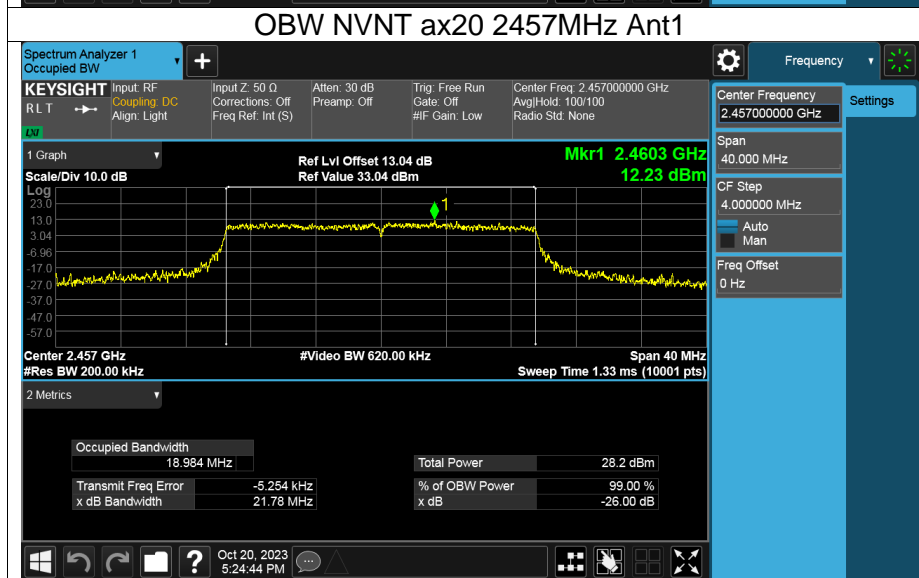 OBW NVNT ax20 2457MHz Ant1
Spectrum Analyzer 1
Occupied BW
Frequency
KEYSIGHT
R L T
LXI
Input: RF
Coupling: DC
Align: Light
Input Z: 50 Ω
Corrections: Off
Freq Ref: Int (S)
Atten: 30 dB
Preamp: Off
Trig: Free Run
Gate: Off
#IF Gain: Low
Center Freq: 2.457000000 GHz
Avg|Hold: 100/100
Radio Std: None
Center Frequency
2.457000000 GHz
Settings
Span
40.000 MHz
CF Step
4.000000 MHz
Auto
Man
Freq Offset
0 Hz
1 Graph
Scale/Div 10.0 dB
Ref Lvl Offset 13.04 dB
Ref Value 33.04 dBm
Mkr1 2.4603 GHz
12.23 dBm
Log
23.0
13.0
3.04
-6.96
-17.0
-27.0
-37.0
-47.0
-57.0
1
Center 2.457 GHz
#Video BW 620.00 kHz
Span 40 MHz
#Res BW 200.00 kHz
Sweep Time 1.33 ms (10001 pts)
2 Metrics
Occupied Bandwidth
18.984 MHz
Total Power 28.2 dBm
Transmit Freq Error -5.254 kHz
% of OBW Power 99.00 %
x dB Bandwidth 21.78 MHz
x dB -26.00 dB
?
Oct 20, 2023
5:24:44 PM